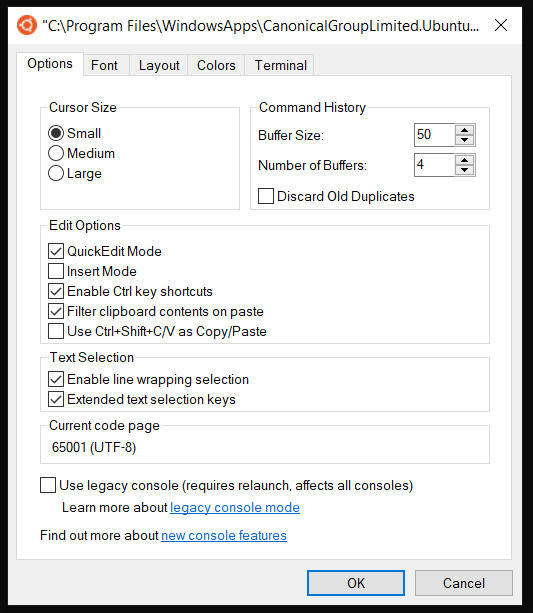 "C:\Program Files\WindowsApps\CanonicalGroupLimited.Ubuntu...
Options Font Layout Colors Terminal
Cursor Size
Small
Medium
Large
Command History
Buffer Size: 50
Number of Buffers: 4
Discard Old Duplicates
Edit Options
QuickEdit Mode
Insert Mode
Enable Ctrl key shortcuts
Filter clipboard contents on paste
Use Ctrl+Shift+C/V as Copy/Paste
Text Selection
Enable line wrapping selection
Extended text selection keys
Current code page
65001 (UTF-8)
Use legacy console (requires relaunch, affects all consoles)
Learn more about legacy console mode
Find out more about new console features
OK Cancel